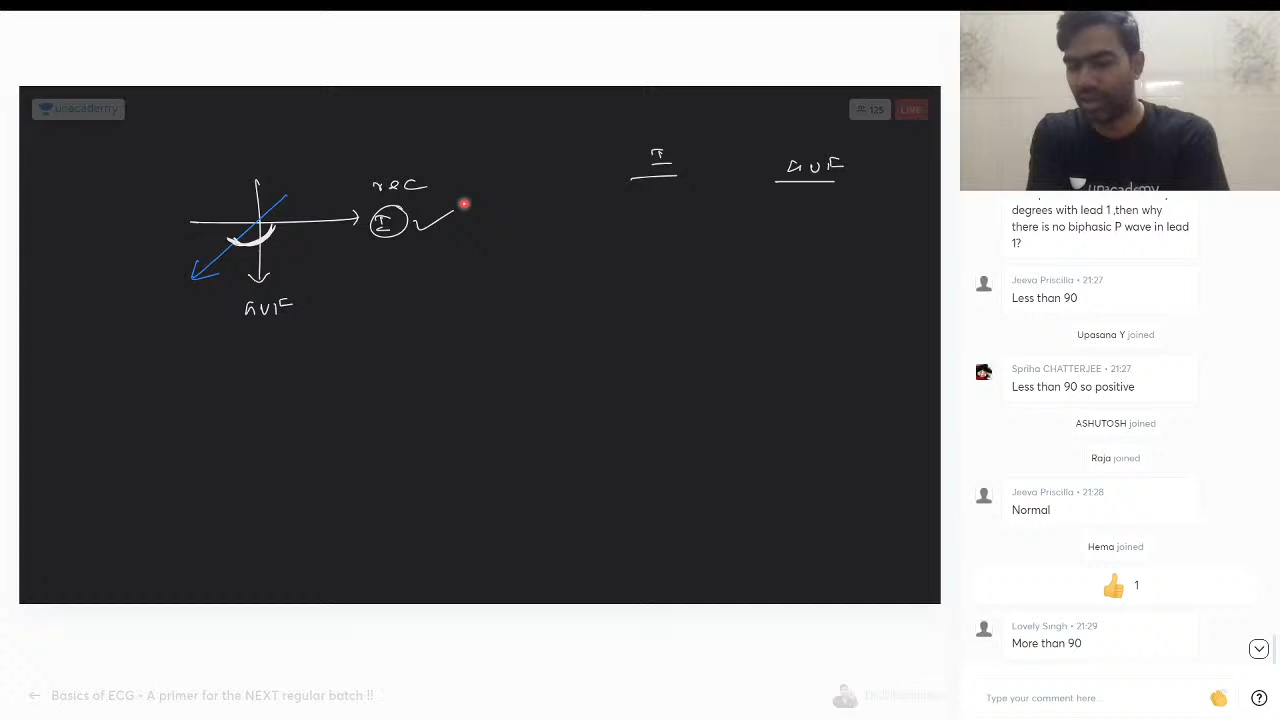 unacademy
125
LIVE
I
aVF
rec
I
aVF
unacademy
degrees with lead 1 ,then why
there is no biphasic P wave in lead
1?
Jeeva Priscilla • 21:27
Less than 90
Upasana Y joined
Spriha CHATTERJEE • 21:27
Less than 90 so positive
ASHUTOSH joined
Raja joined
Jeeva Priscilla • 21:28
Normal
Hema joined
1
Lovely Singh • 21:29
More than 90
Basics of ECG - A primer for the NEXT regular batch !!
Type your comment here...